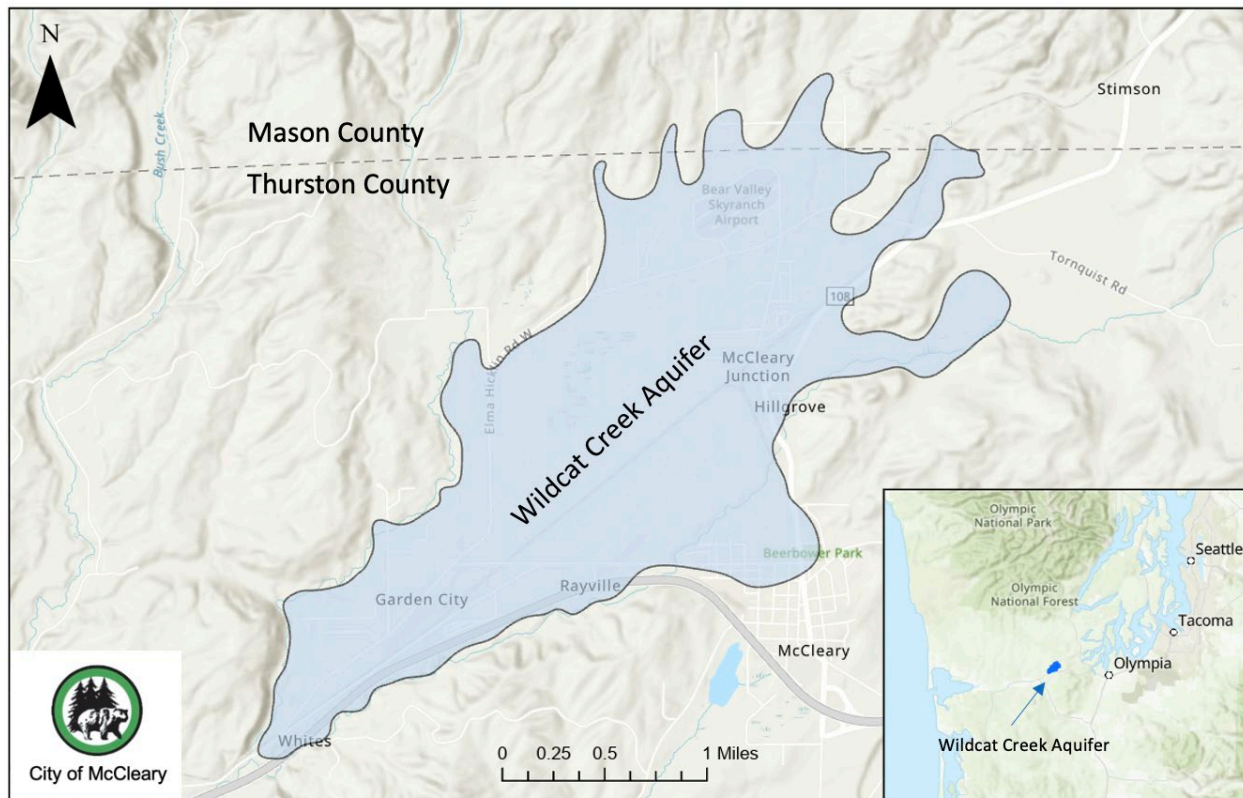 N
Mason County
Thurston County
Bush Creek
Stimson
Bear Valley
Skyranch
Airport
Tornquist Rd
108
Elma Hicklin Rd W
McCleary
Junction
Hillgrove
Wildcat Creek Aquifer
Beerbower Park
Rayville
Garden City
McCleary
Whites
City of McCleary
0 0.25 0.5 1 Miles
Olympic
National Park
Seattle
Olympic
National Forest
Tacoma
Olympia
Wildcat Creek Aquifer